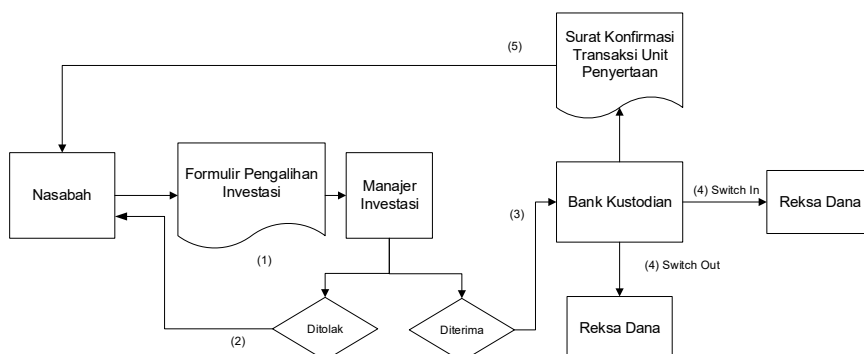 Surat Konfirmasi
Transaksi Unit
Penyertaan
(5)
Nasabah
Formulir Pengalihan
Investasi
Manajer
Investasi
Bank Kustodian
(4) Switch In
Reksa Dana
(3)
(1)
(4) Switch Out
(2)
Ditolak
Diterima
Reksa Dana